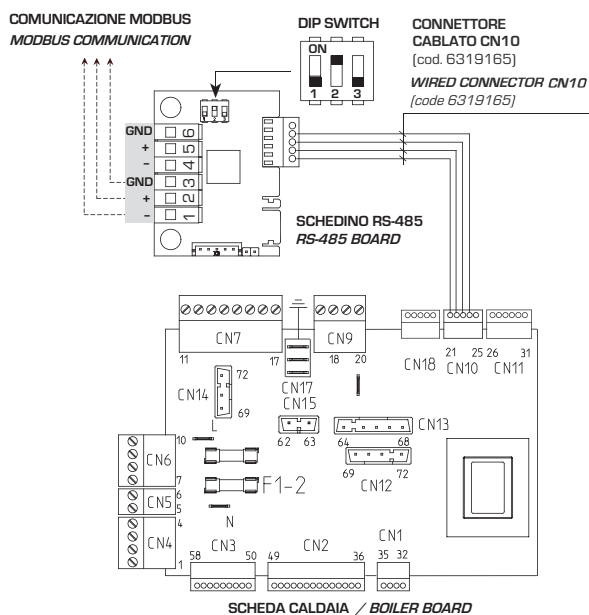 COMUNICAZIONE MODBUS
MODBUS COMMUNICATION
DIP SWITCH
ON
1 2 3
CONNETTORE
CABLATO CN10
(cod. 6319165)
WIRED CONNECTOR CN10
(code 6319165)
GND
+
-
GND
+
-
6
5
4
3
2
1
SCHEDINO RS-485
RS-485 BOARD
CN7
11
17
CN9
18 20
CN17
CN18
21 25
CN10
26 31
CN11
CN14
72
69
CN15
62 63
CN13
64 68
CN12
69 72
L
F1-2
N
CN6
10
7
CN5
6
5
CN4
4
1
CN3
58 50
CN2
49 36
CN1
35 32
SCHEDA CALDAIA / BOILER BOARD